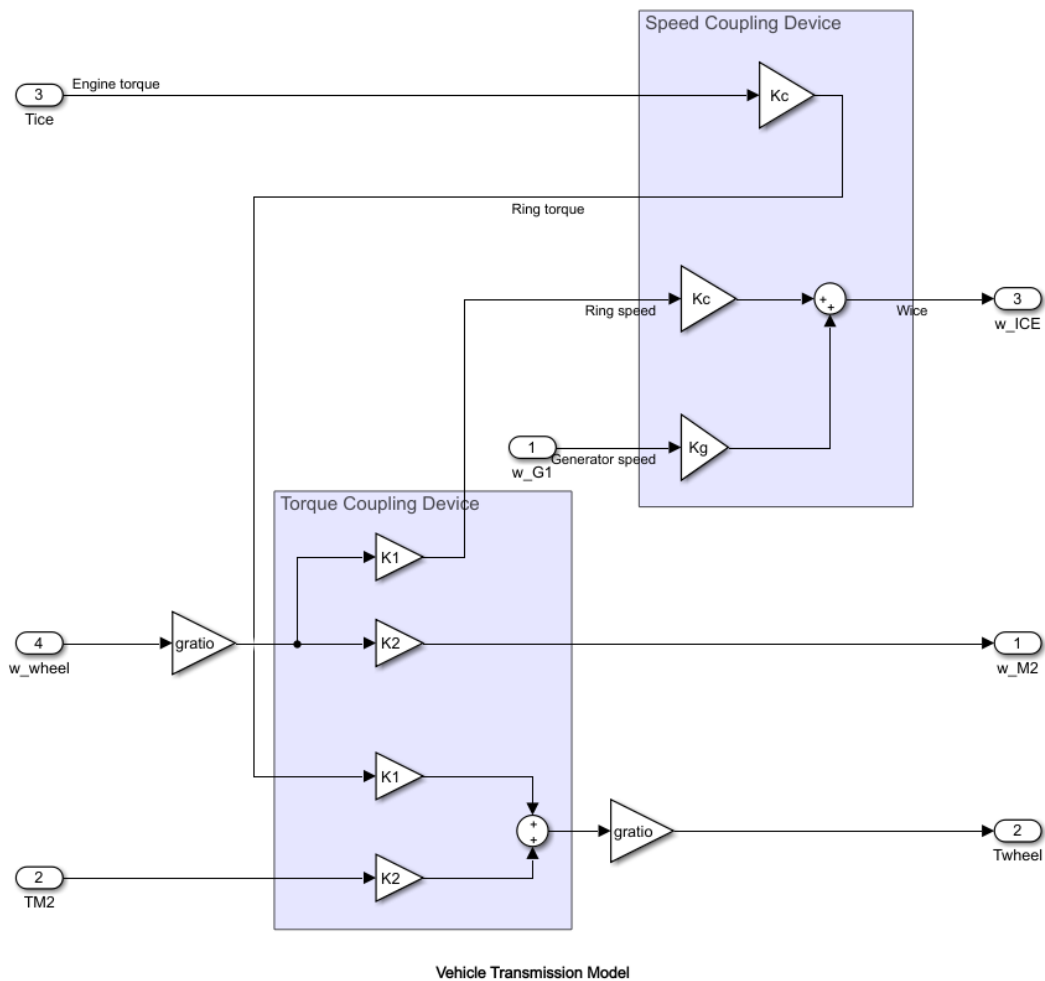 Speed Coupling Device
Engine torque
3
Tice
Kc
Ring torque
Ring speed
Kc
+
+
Wice
3
w_ICE
1
w_G1
Generator speed
Kg
Torque Coupling Device
K1
4
w_wheel
gratio
K2
1
w_M2
K1
+
+
gratio
2
Twheel
2
TM2
K2
Vehicle Transmission Model